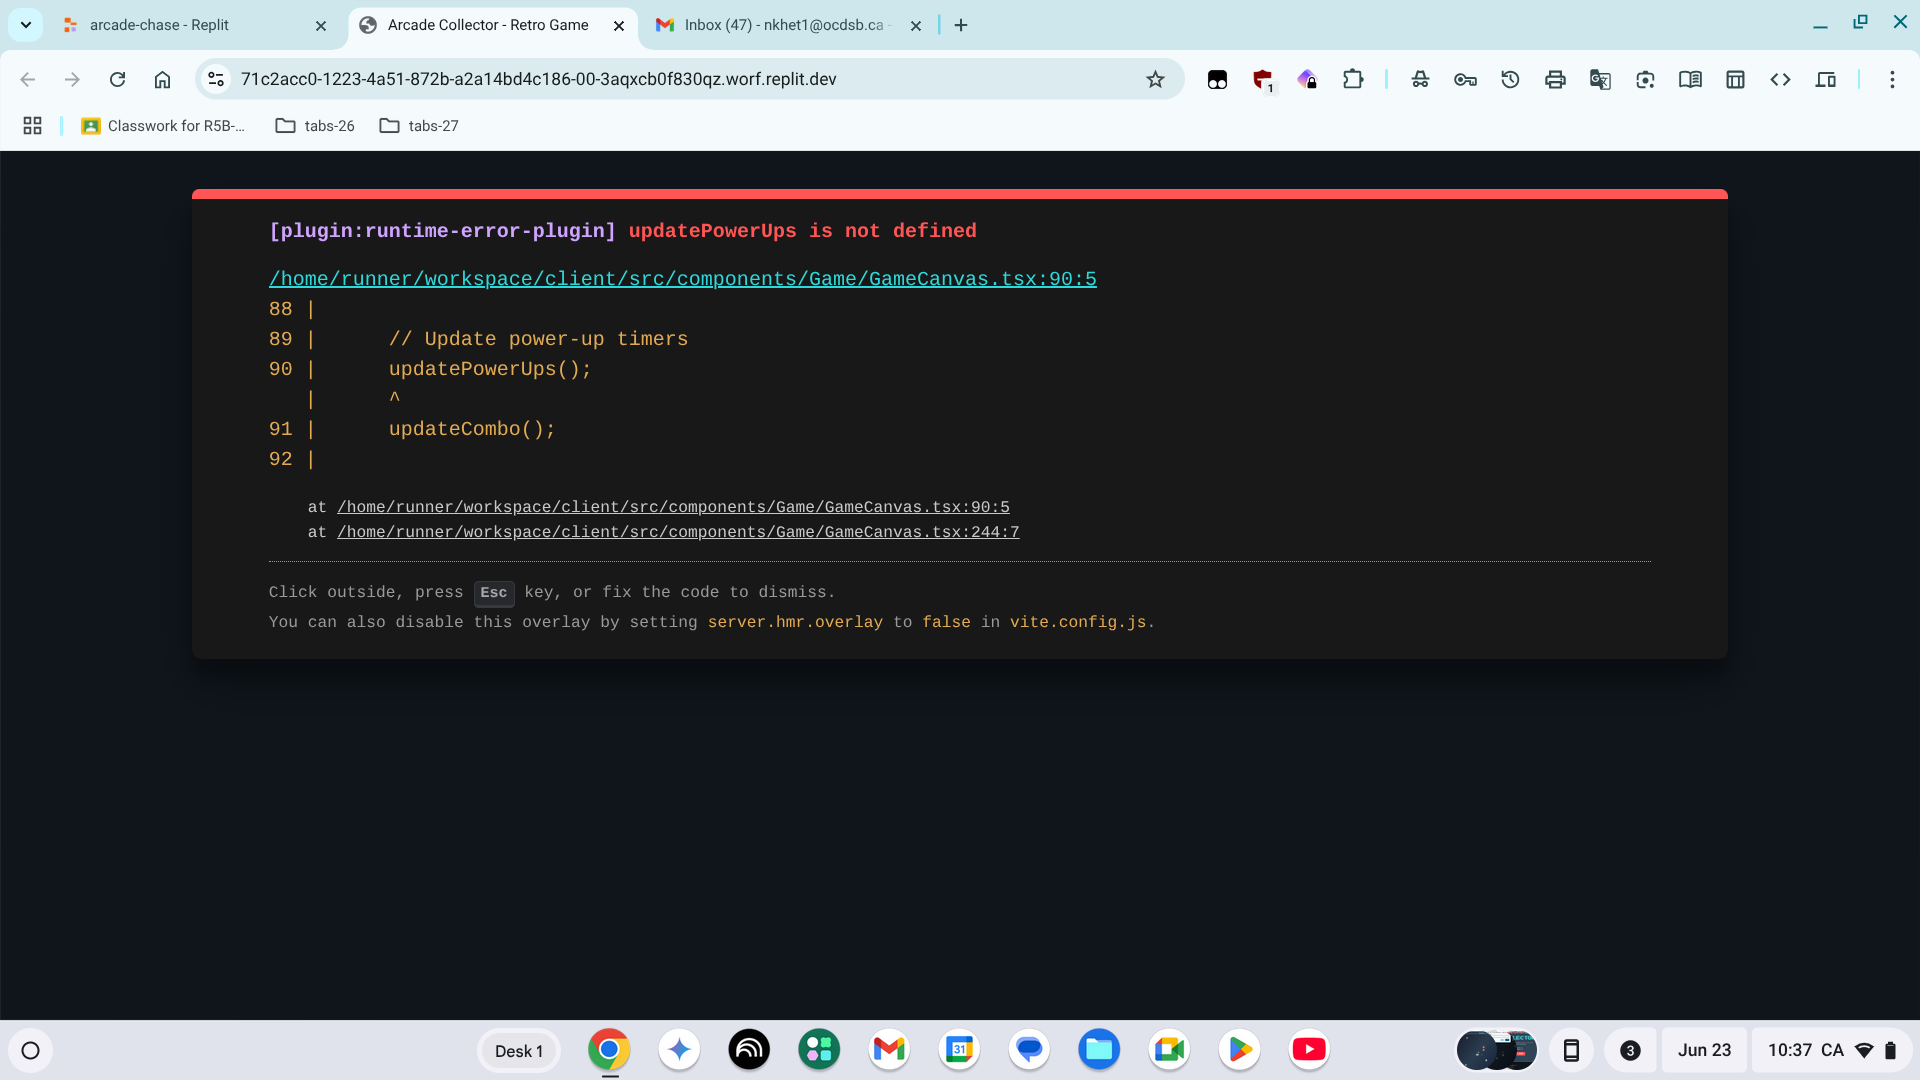 arcade-chase - Replit
Arcade Collector - Retro Game
Inbox (47) - nkhet1@ocdsb.ca -
71c2acc0-1223-4a51-872b-a2a14bd4c186-00-3aqxcb0f830qz.worf.replit.dev
1
Classwork for R5B-...
tabs-26
tabs-27
[plugin:runtime-error-plugin] updatePowerUps is not defined
/home/runner/workspace/client/src/components/Game/GameCanvas.tsx:90:5
88 |
89 |      // Update power-up timers
90 |      updatePowerUps();
   |      ^
91 |      updateCombo();
92 |
at /home/runner/workspace/client/src/components/Game/GameCanvas.tsx:90:5
at /home/runner/workspace/client/src/components/Game/GameCanvas.tsx:244:7
Click outside, press Esc key, or fix the code to dismiss.
You can also disable this overlay by setting server.hmr.overlay to false in vite.config.js.
Desk 1
31
3
Jun 23
10:37 CA